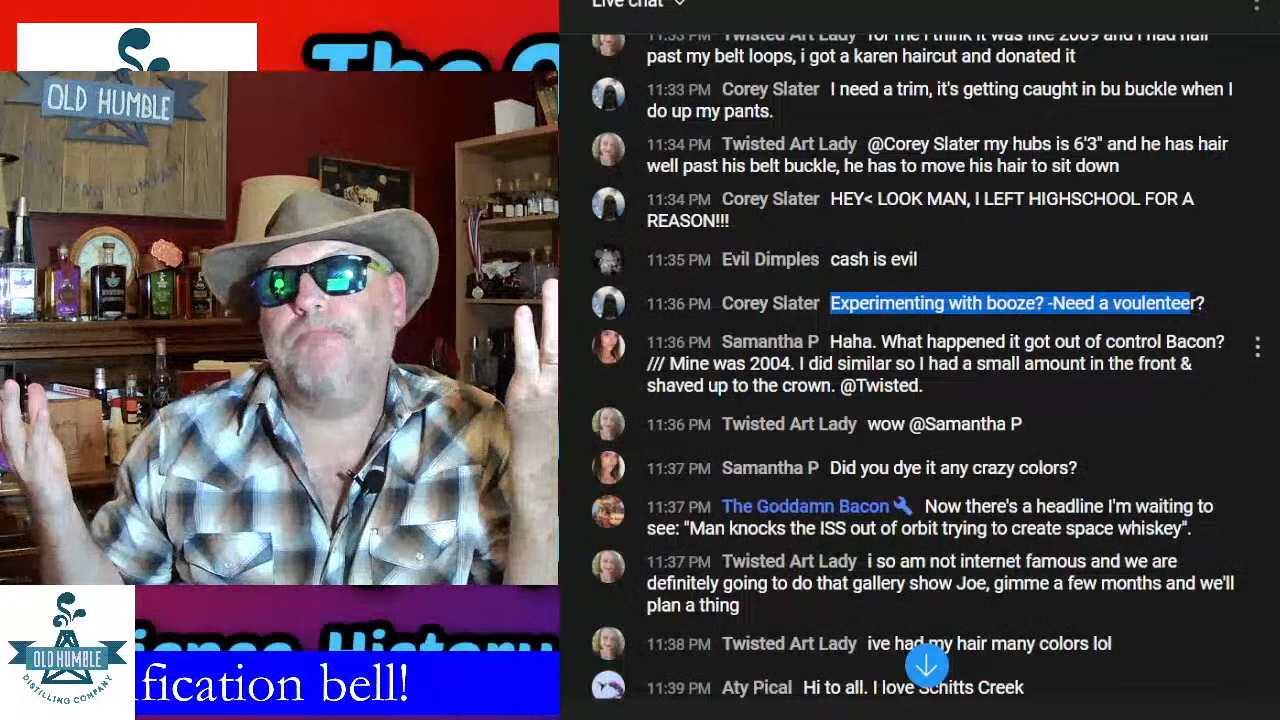 Live chat
The
OLD HUMBLE
COMPANY
11:33 PM Twisted Art Lady for me I think it was like 2009 and I had hair
past my belt loops, i got a karen haircut and donated it
11:33 PM Corey Slater I need a trim, it's getting caught in bu buckle when I
do up my pants.
11:34 PM Twisted Art Lady @Corey Slater my hubs is 6'3" and he has hair
well past his belt buckle, he has to move his hair to sit down
11:34 PM Corey Slater HEY< LOOK MAN, I LEFT HIGHSCHOOL FOR A
REASON!!!
11:35 PM Evil Dimples cash is evil
11:36 PM Corey Slater Experimenting with booze? -Need a voulenteer?
11:36 PM Samantha P Haha. What happened it got out of control Bacon?
/// Mine was 2004. I did similar so I had a small amount in the front &
shaved up to the crown. @Twisted.
11:36 PM Twisted Art Lady wow @Samantha P
11:37 PM Samantha P Did you dye it any crazy colors?
11:37 PM The Goddamn Bacon Now there's a headline I'm waiting to
see: "Man knocks the ISS out of orbit trying to create space whiskey".
11:37 PM Twisted Art Lady i so am not internet famous and we are
definitely going to do that gallery show Joe, gimme a few months and we'll
plan a thing
11:38 PM Twisted Art Lady ive had my hair many colors lol
11:39 PM Aty Pical Hi to all. I love Schitts Creek
ience, History
OLD HUMBLE
DISTILLING COMPANY
ification bell!